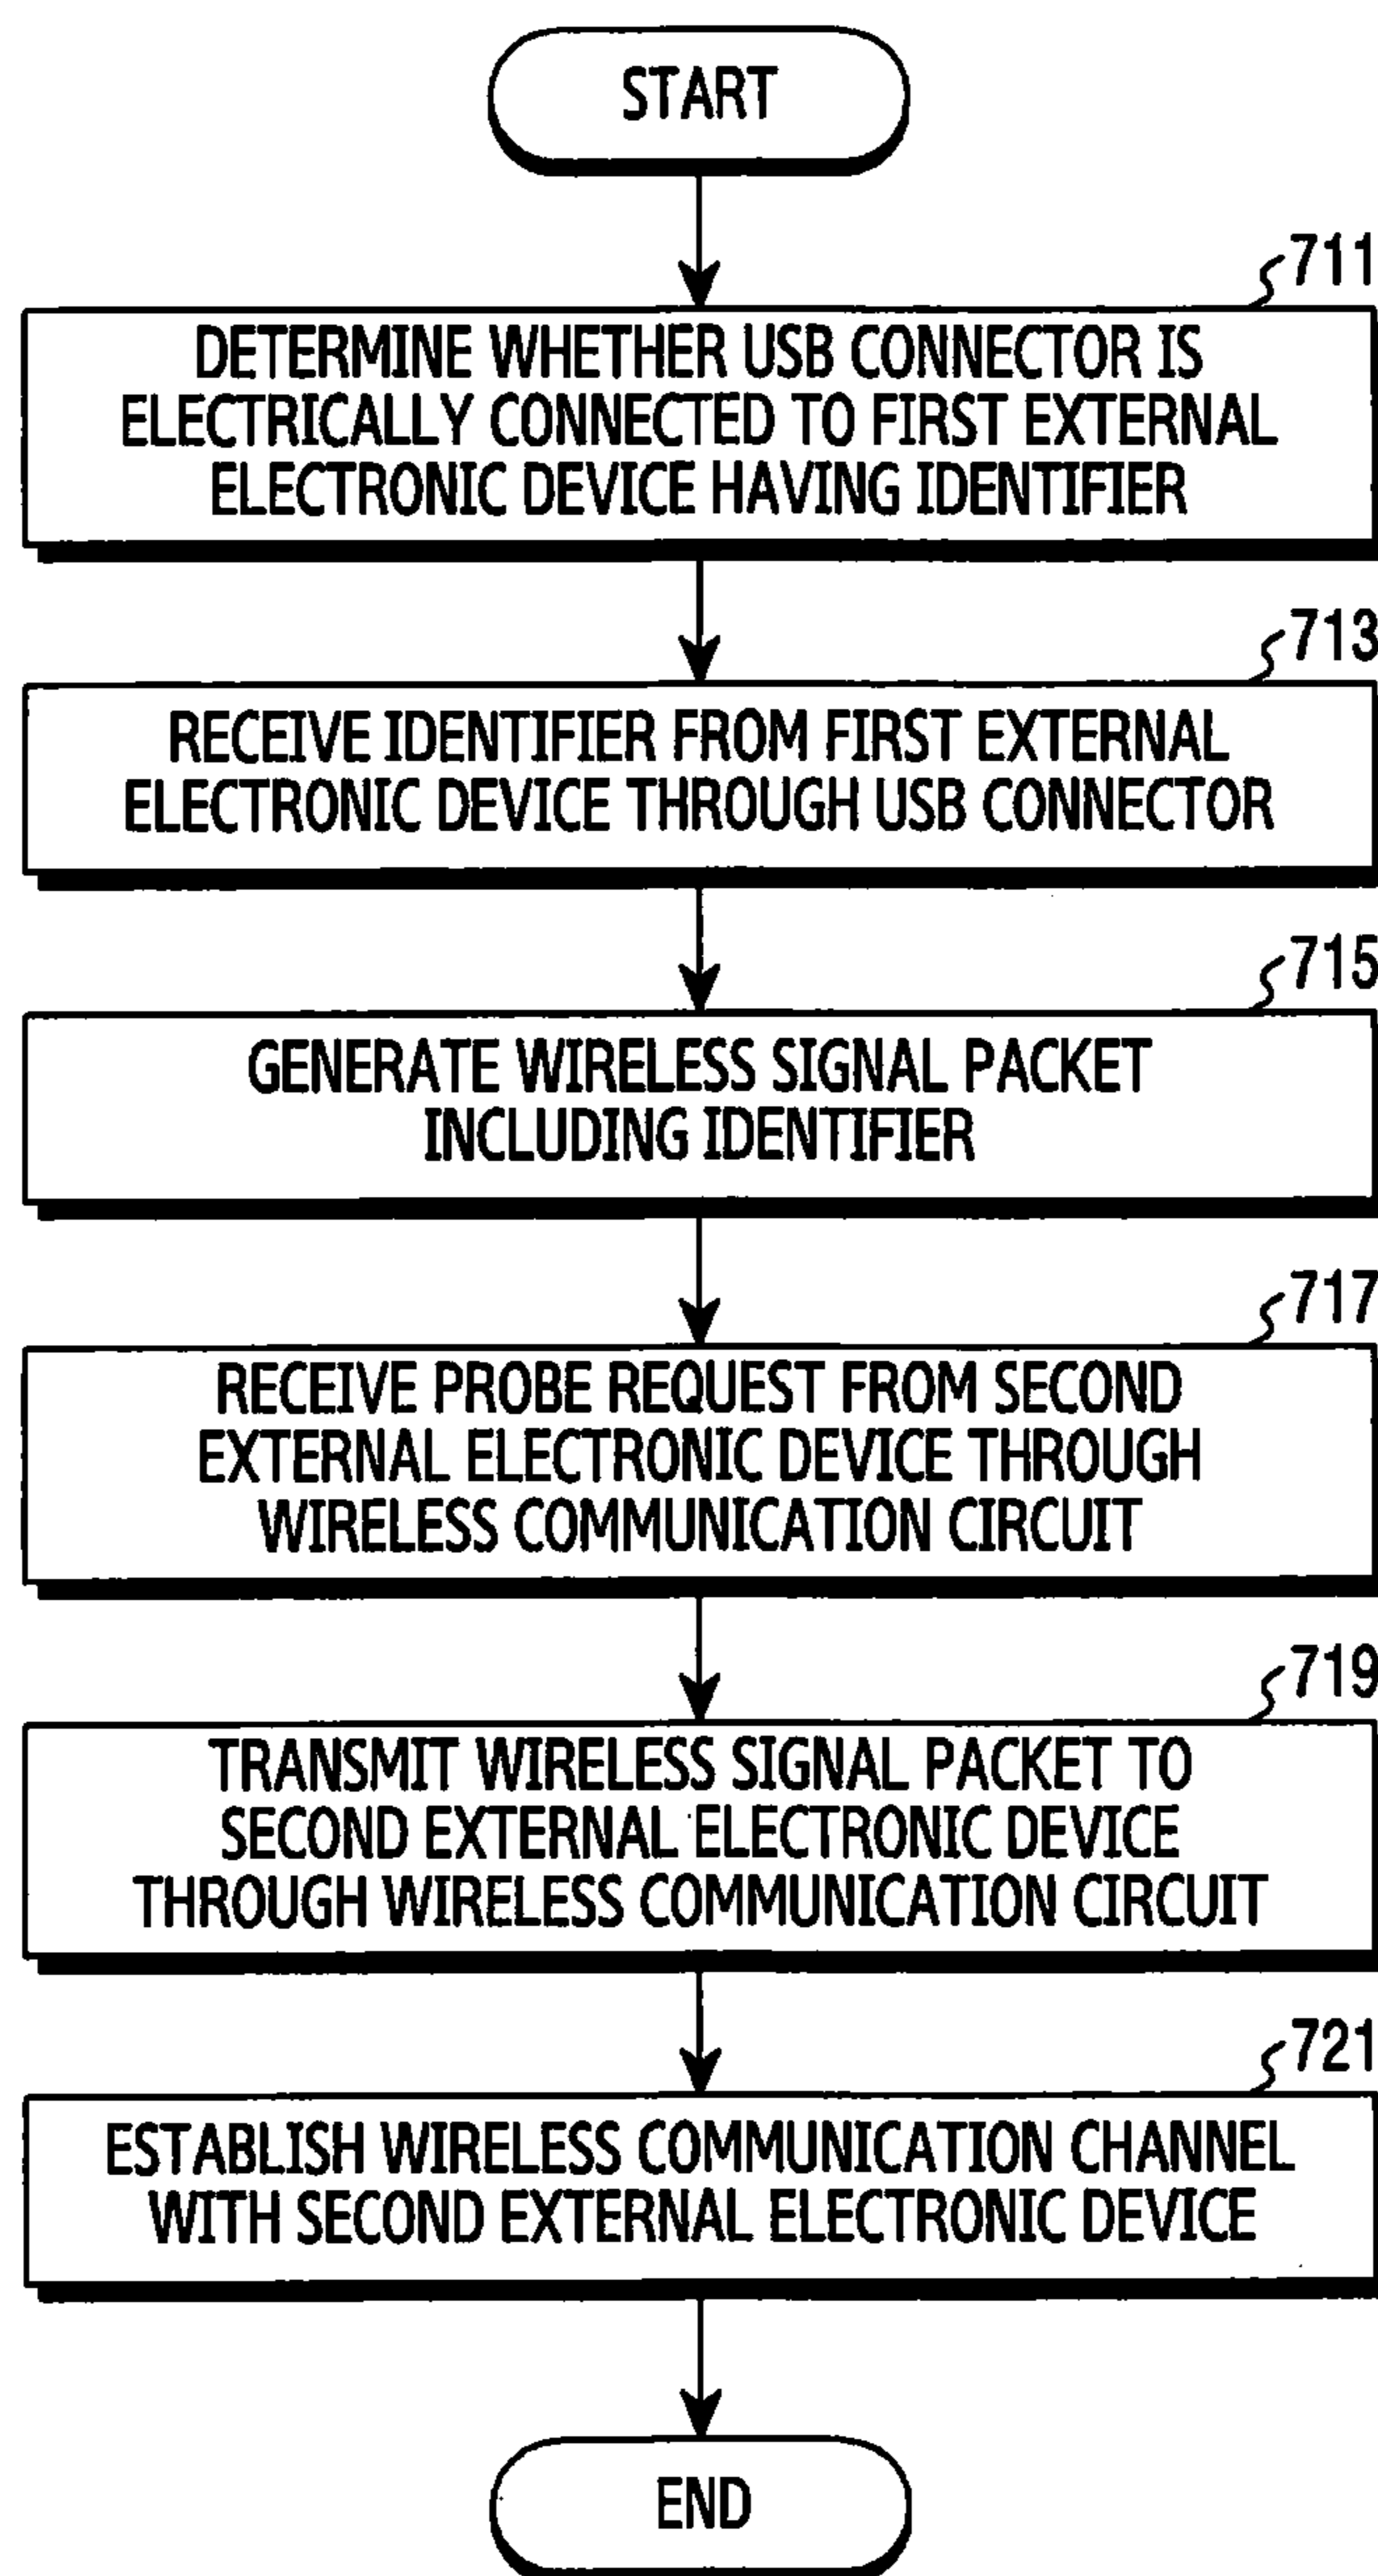 START
711
DETERMINE WHETHER USB CONNECTOR IS
ELECTRICALLY CONNECTED TO FIRST EXTERNAL
ELECTRONIC DEVICE HAVING IDENTIFIER
713
RECEIVE IDENTIFIER FROM FIRST EXTERNAL
ELECTRONIC DEVICE THROUGH USB CONNECTOR
715
GENERATE WIRELESS SIGNAL PACKET
INCLUDING IDENTIFIER
717
RECEIVE PROBE REQUEST FROM SECOND
EXTERNAL ELECTRONIC DEVICE THROUGH
WIRELESS COMMUNICATION CIRCUIT
719
TRANSMIT WIRELESS SIGNAL PACKET TO
SECOND EXTERNAL ELECTRONIC DEVICE
THROUGH WIRELESS COMMUNICATION CIRCUIT
721
ESTABLISH WIRELESS COMMUNICATION CHANNEL
WITH SECOND EXTERNAL ELECTRONIC DEVICE
END